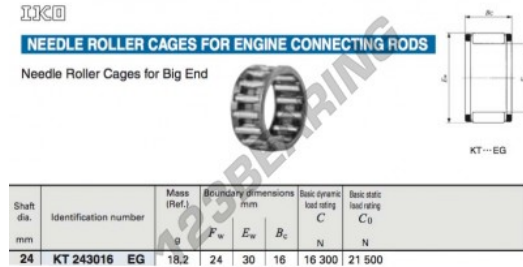 IKO
NEEDLE ROLLER CAGES FOR ENGINE CONNECTING RODS
Needle Roller Cages for Big End
Bc
Ew
KT…EG
123BEARING
Shaft dia. mm
Identification number
Mass (Ref.) g
Boundary dimensions mm
Fw Ew Bc
Basic dynamic load rating C N
Basic static load rating C0 N
24 KT 243016 EG 18.2 24 30 16 16 300 21 500